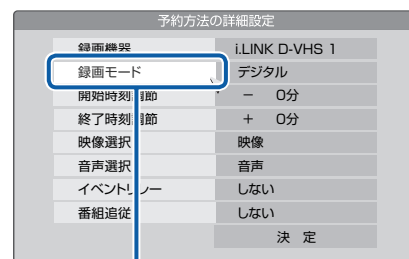 予約方法の詳細設定
録画機器 i.LINK D-VHS 1
録画モード デジタル
開始時刻調節 － 0分
終了時刻調節 ＋ 0分
映像選択 映像
音声選択 音声
イベントリレー しない
番組追従 しない
決 定